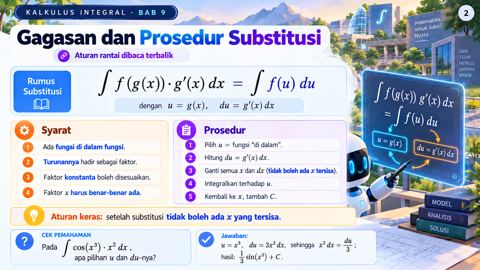 KALKULUS INTEGRAL • BAB 9
2
Gagasan dan Prosedur Substitusi
Aturan rantai dibaca terbalik
Matematika
untuk Solusi
Nyata
Rumus
Substitusi
∫ f(g(x)) · g′(x) dx = ∫ f(u) du
dengan u = g(x), du = g′(x) dx
∫ f(g(x)) g′(x) dx
= ∫ f(u) du
u = g(x)
du = g′(x) dx
Syarat
1 Ada fungsi di dalam fungsi.
2 Turunannya hadir sebagai faktor.
3 Faktor konstanta boleh disesuaikan.
4 Faktor x harus benar-benar ada.
Prosedur
1 Pilih u = fungsi “di dalam”.
2 Hitung du = g′(x) dx.
3 Ganti semua x dan dx (tidak boleh ada x tersisa).
4 Integralkan terhadap u.
5 Kembali ke x, tambah C.
Aturan keras: setelah substitusi tidak boleh ada x yang tersisa.
MODEL
ANALISIS
SOLUSI
CEK PEMAHAMAN
Pada ∫ cos(x³) · x² dx,
apa pilihan u dan du-nya?
Jawaban:
u = x³, du = 3x² dx, sehingga x² dx = du/3;
hasil: 1/3 sin(x³) + C.